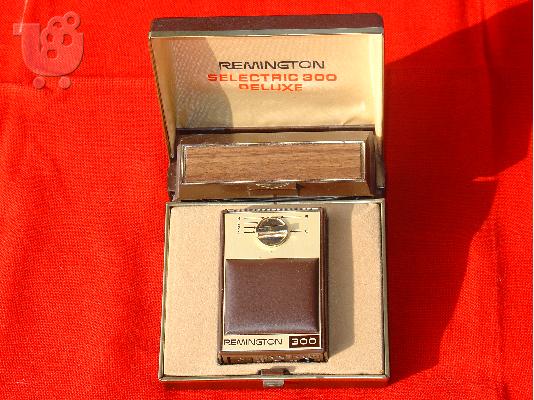 REMINGTON
SELECTRIC 300
DELUXE
REMINGTON 300